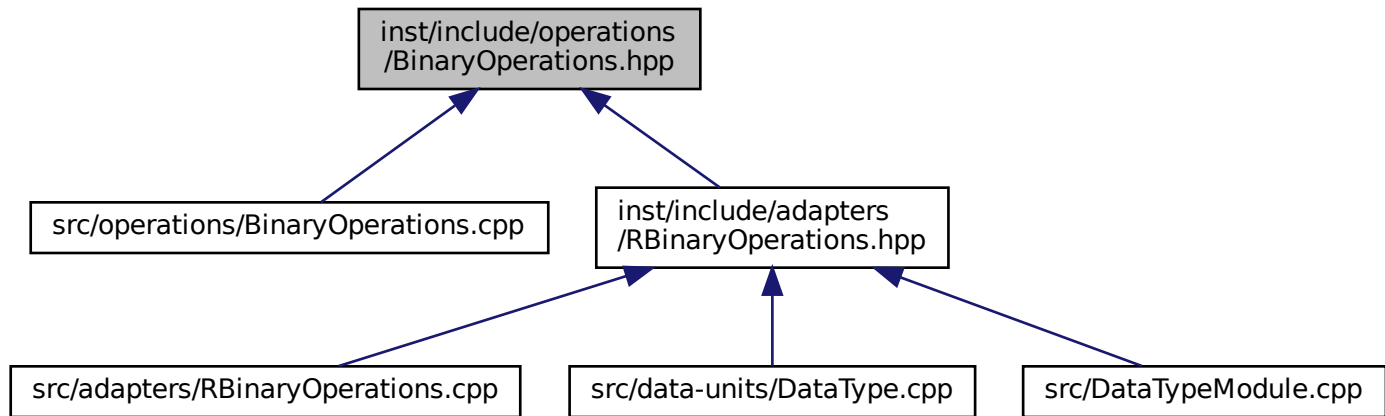 inst/include/operations
/BinaryOperations.hpp
src/operations/BinaryOperations.cpp
inst/include/adapters
/RBinaryOperations.hpp
src/adapters/RBinaryOperations.cpp
src/data-units/DataType.cpp
src/DataTypeModule.cpp